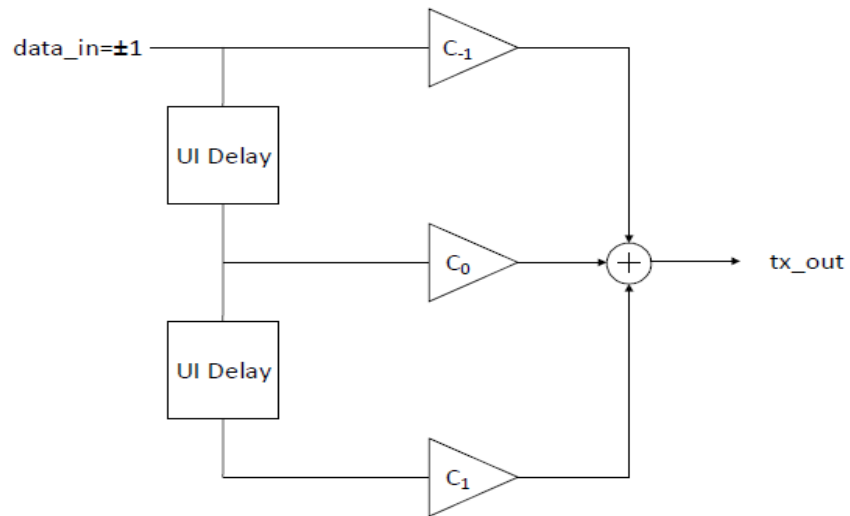 data_in=±1
C-1
UI Delay
C0
tx_out
UI Delay
C1